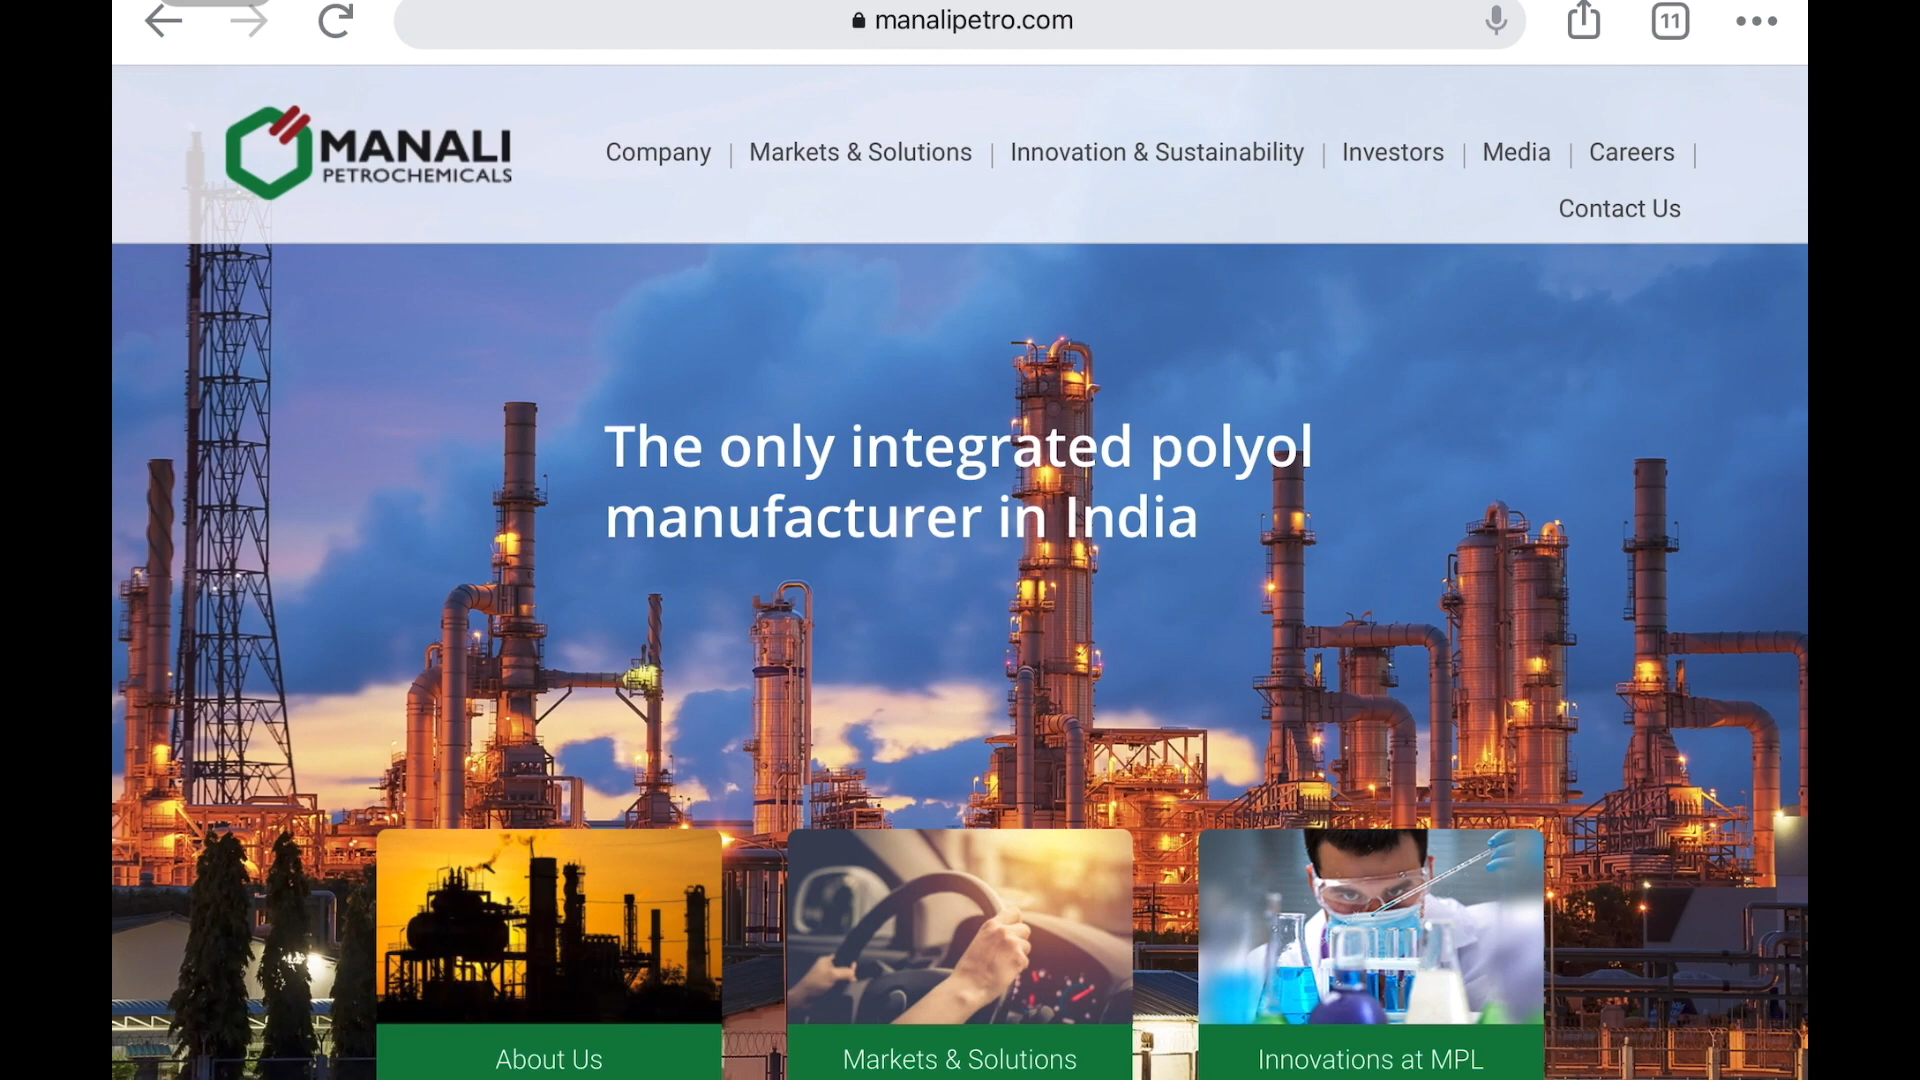 manalipetro.com
11
MANALI
PETROCHEMICALS
Company
Markets & Solutions
Innovation & Sustainability
Investors
Media
Careers
Contact Us
The only integrated polyol
manufacturer in India
About Us
Markets & Solutions
Innovations at MPL